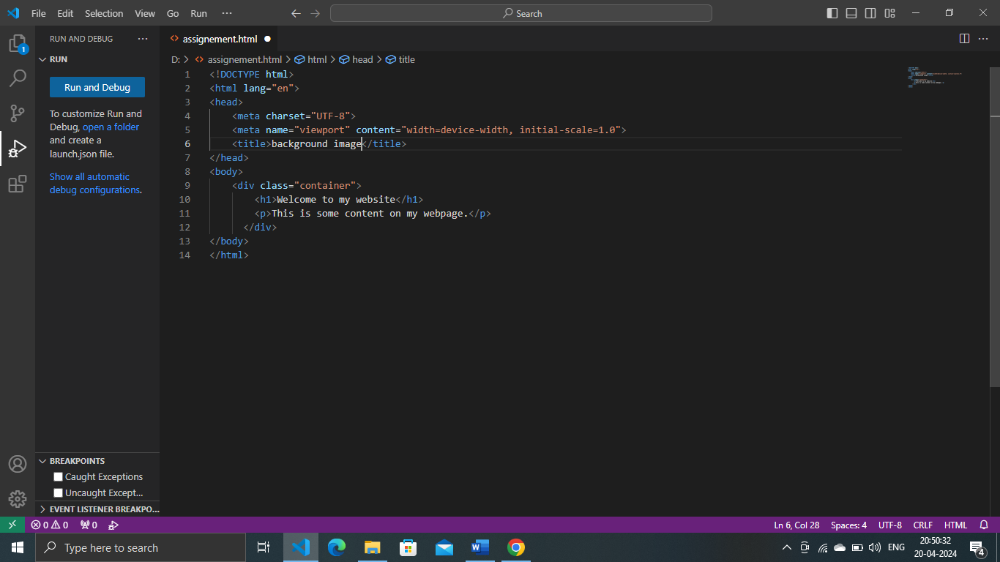 File Edit Selection View Go Run ···
Search
RUN AND DEBUG ···
assignement.html
1
RUN
D: > assignement.html > html > head > title
Run and Debug
To customize Run and
Debug, open a folder
and create a
launch.json file.
Show all automatic
debug configurations.
1 <!DOCTYPE html>
2 <html lang="en">
3 <head>
4 <meta charset="UTF-8">
5 <meta name="viewport" content="width=device-width, initial-scale=1.0">
6 <title>background image</title>
7 </head>
8 <body>
9 <div class="container">
10 <h1>Welcome to my website</h1>
11 <p>This is some content on my webpage.</p>
12 </div>
13 </body>
14 </html>
BREAKPOINTS
Caught Exceptions
Uncaught Except...
EVENT LISTENER BREAKPO...
0 0 0 Ln 6, Col 28 Spaces: 4 UTF-8 CRLF HTML
Type here to search
ENG
20:50:32
20-04-2024
4